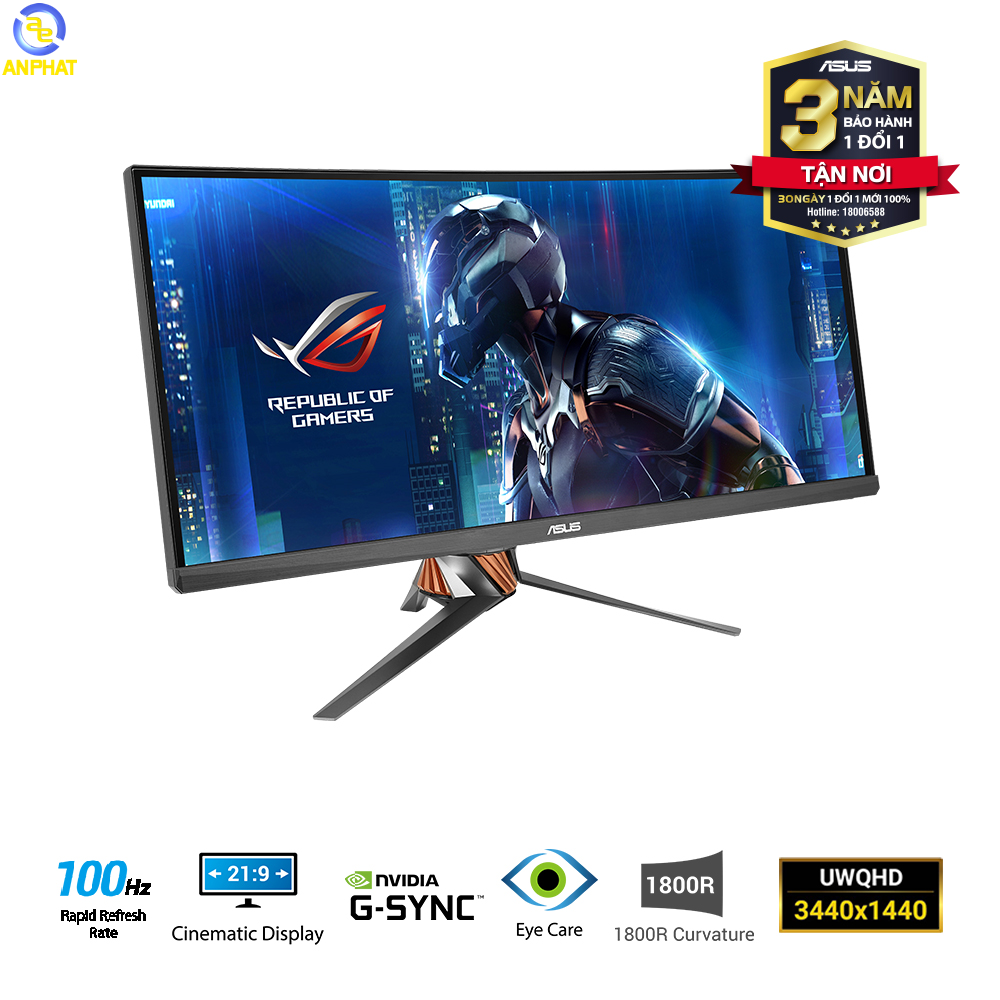 ANPHAT
ASUS
3 NĂM
BẢO HÀNH
1 ĐỔI 1
TẬN NƠI
30NGÀY 1 ĐỔI 1 MỚI 100%
Hotline: 18006588
YUNDAI
REPUBLIC OF
GAMERS
ASUS
100Hz
Rapid Refresh
Rate
21:9
Cinematic Display
NVIDIA
G-SYNC™
Eye Care
1800R
1800R Curvature
UWQHD
3440x1440